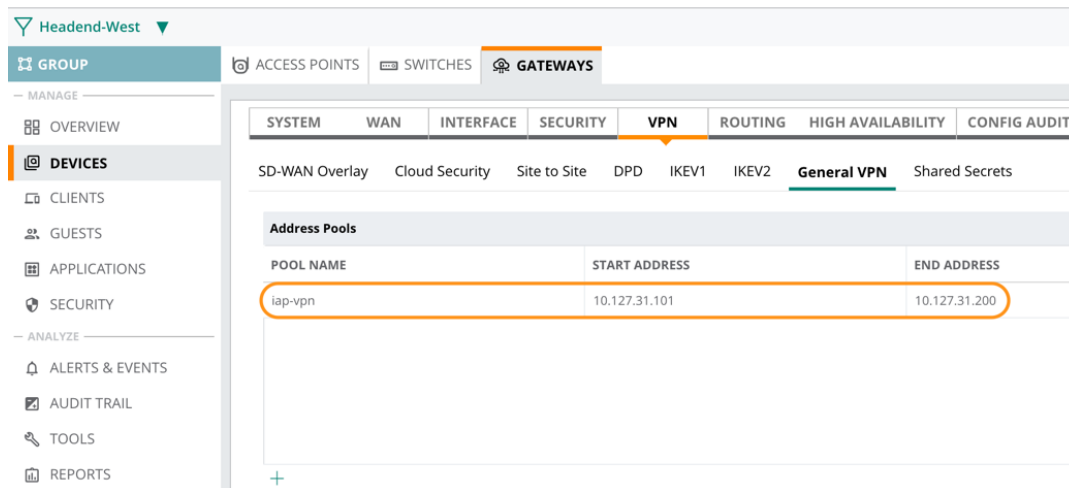 Headend-West
GROUP
ACCESS POINTS SWITCHES GATEWAYS
MANAGE
OVERVIEW
DEVICES
CLIENTS
GUESTS
APPLICATIONS
SECURITY
ANALYZE
ALERTS & EVENTS
AUDIT TRAIL
TOOLS
REPORTS
SYSTEM WAN INTERFACE SECURITY VPN ROUTING HIGH AVAILABILITY CONFIG AUDIT
SD-WAN Overlay Cloud Security Site to Site DPD IKEV1 IKEV2 General VPN Shared Secrets
Address Pools
POOL NAME START ADDRESS END ADDRESS
iap-vpn 10.127.31.101 10.127.31.200